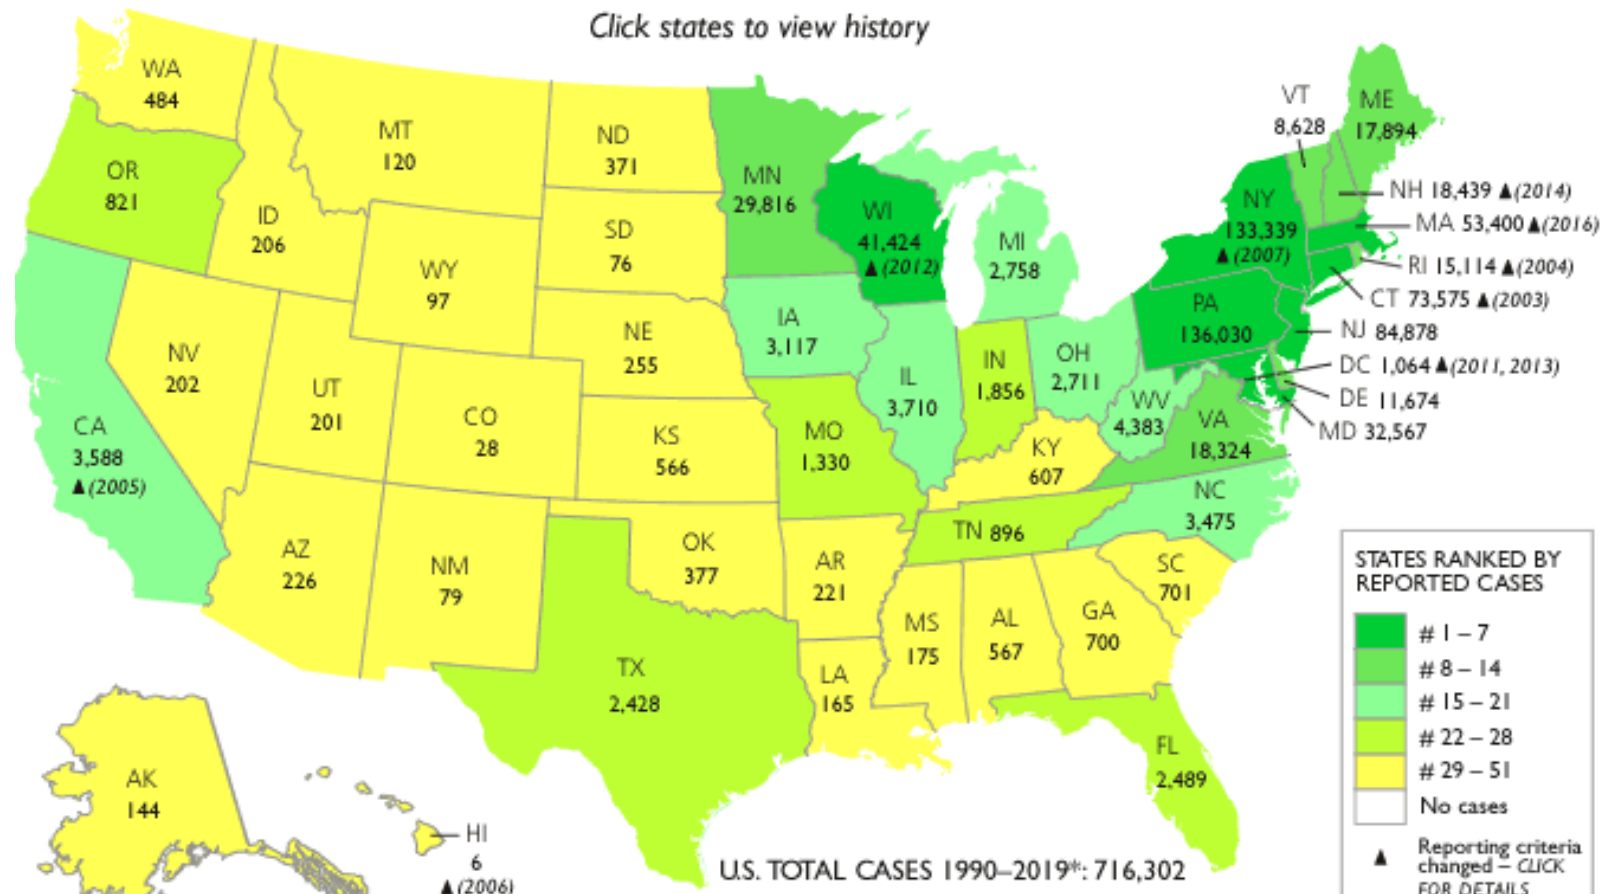 Click states to view history
WA
484
OR
821
CA
3,588
▲(2005)
MT
120
ID
206
WY
97
NV
202
UT
201
CO
28
AZ
226
NM
79
ND
371
SD
76
NE
255
KS
566
OK
377
TX
2,428
MN
29,816
IA
3,117
MO
1,330
AR
221
LA
165
WI
41,424
▲(2012)
IL
3,710
MI
2,758
IN
1,856
OH
2,711
KY
607
TN 896
MS
175
AL
567
GA
700
FL
2,489
SC
701
NC
3,475
WV
4,383
VA
18,324
PA
136,030
NY
133,339
▲(2007)
VT
8,628
ME
17,894
NH 18,439 ▲(2014)
MA 53,400 ▲(2016)
RI 15,114 ▲(2004)
CT 73,575 ▲(2003)
NJ 84,878
DC 1,064 ▲(2011, 2013)
DE 11,674
MD 32,567
AK
144
HI
6
▲(2006)
U.S. TOTAL CASES 1990–2019*: 716,302
STATES RANKED BY
REPORTED CASES
# 1 – 7
# 8 – 14
# 15 – 21
# 22 – 28
# 29 – 51
No cases
▲ Reporting criteria
changed – CLICK
FOR DETAILS